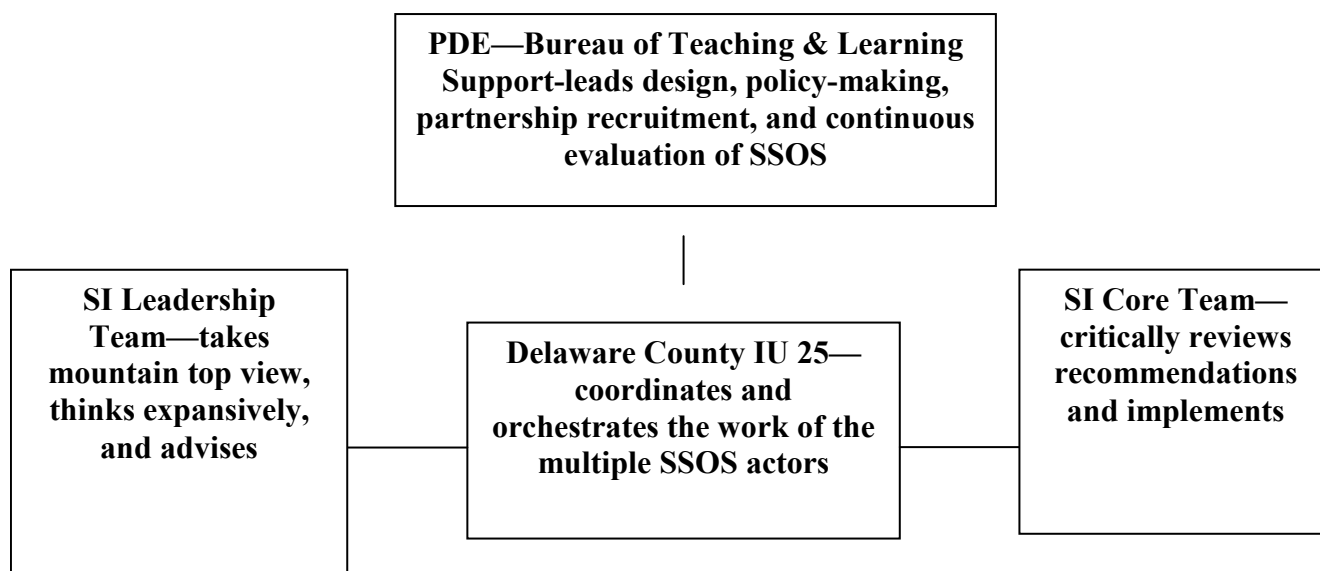 PDE—Bureau of Teaching & Learning
Support-leads design, policy-making,
partnership recruitment, and continuous
evaluation of SSOS
SI Leadership
Team—takes
mountain top view,
thinks expansively,
and advises
Delaware County IU 25—
coordinates and
orchestrates the work of the
multiple SSOS actors
SI Core Team—
critically reviews
recommendations
and implements